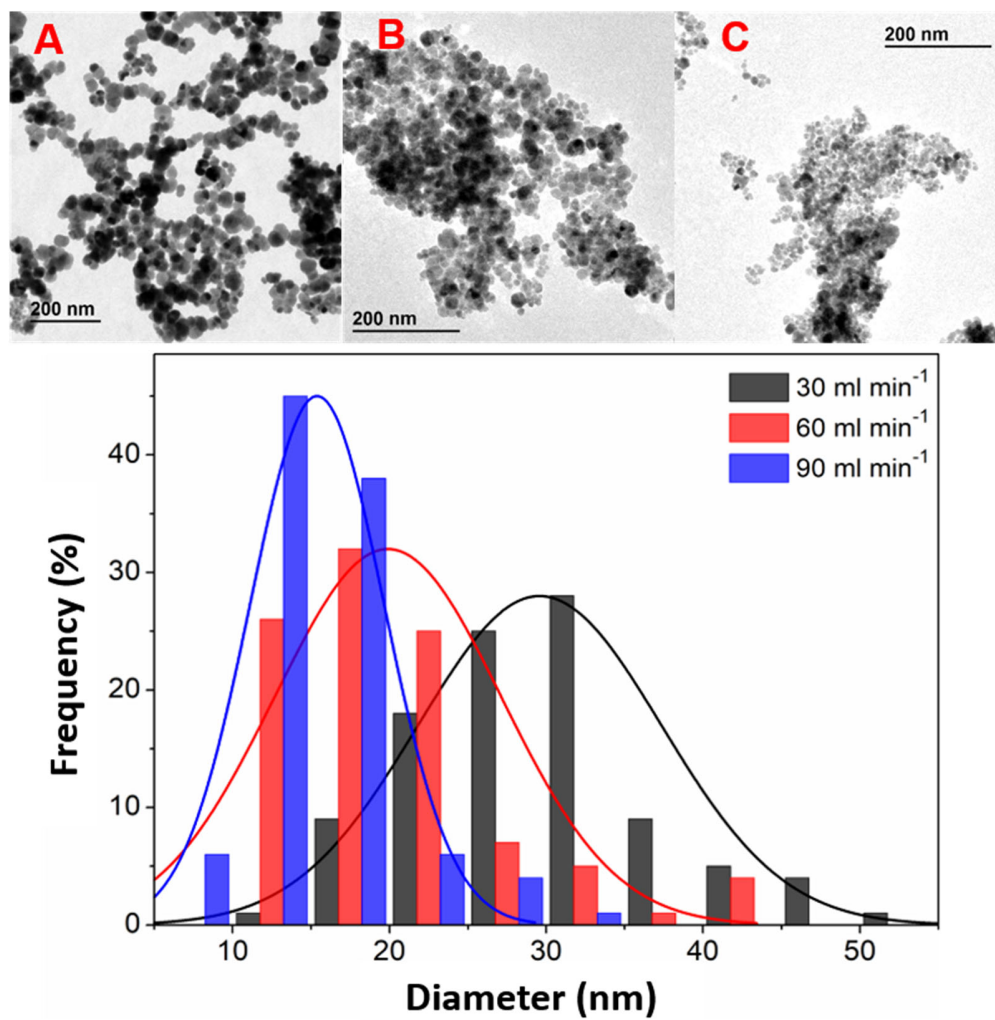 A
B
C
200 nm
200 nm
200 nm
30 ml min⁻¹
60 ml min⁻¹
90 ml min⁻¹
40
30
20
10
0
Frequency (%)
10 20 30 40 50
Diameter (nm)